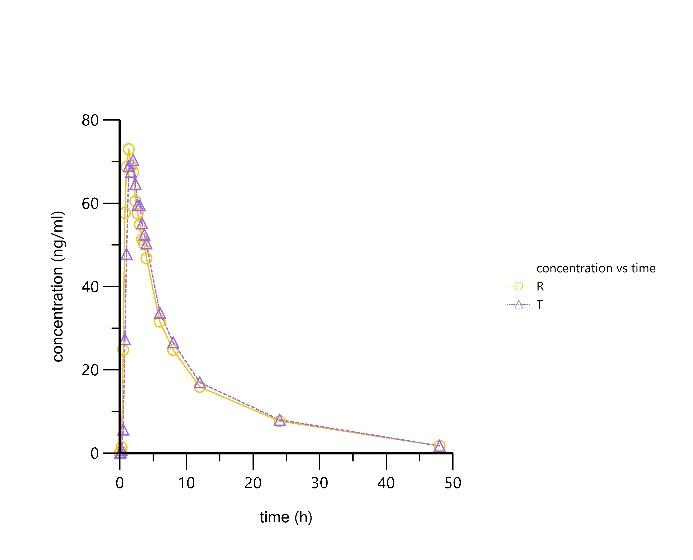 80
60
40
20
0
concentration (ng/ml)
0 10 20 30 40 50
time (h)
concentration vs time
R
T